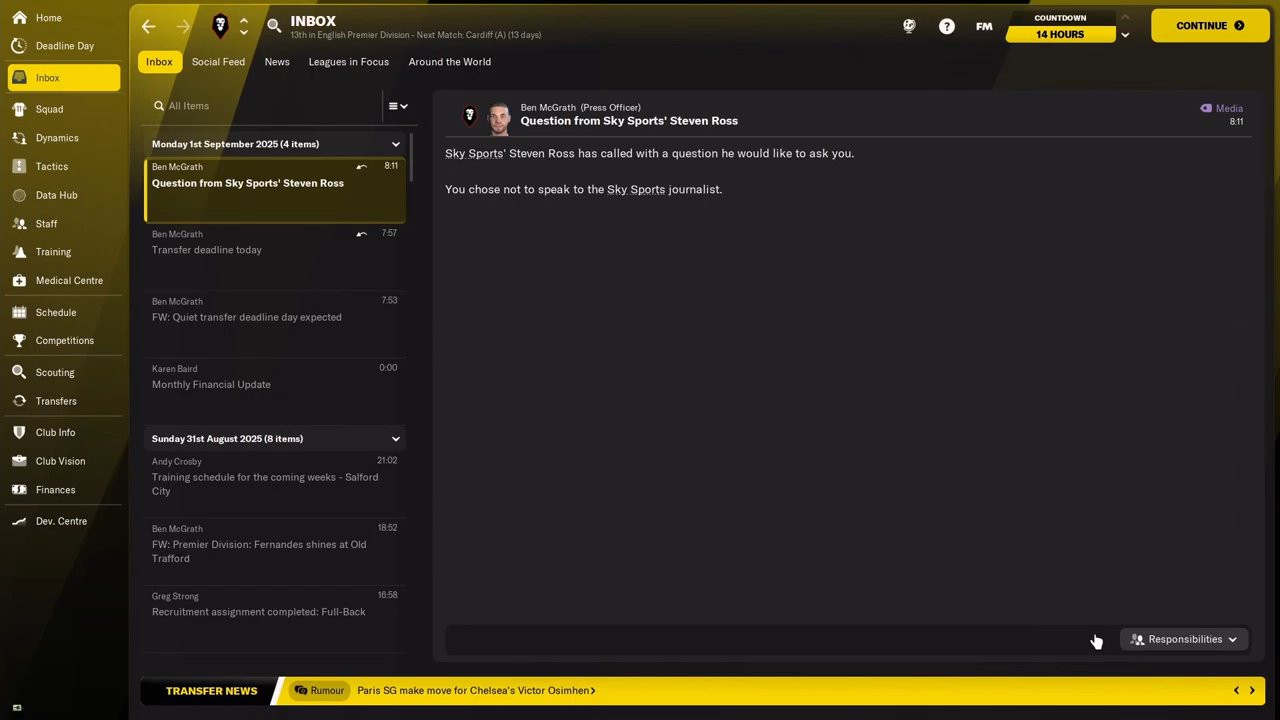 Home
Deadline Day
Inbox
Squad
Dynamics
Tactics
Data Hub
Staff
Training
Medical Centre
Schedule
Competitions
Scouting
Transfers
Club Info
Club Vision
Finances
Dev. Centre
INBOX
13th in English Premier Division - Next Match: Cardiff (A) (13 days)
?
FM
COUNTDOWN
14 HOURS
CONTINUE
Inbox
Social Feed
News
Leagues in Focus
Around the World
All Items
Monday 1st September 2025 (4 items)
Ben McGrath 8:11
Question from Sky Sports' Steven Ross
Ben McGrath 7:57
Transfer deadline today
Ben McGrath 7:53
FW: Quiet transfer deadline day expected
Karen Baird 0:00
Monthly Financial Update
Sunday 31st August 2025 (8 items)
Andy Crosby 21:02
Training schedule for the coming weeks - Salford
City
Ben McGrath 18:52
FW: Premier Division: Fernandes shines at Old
Trafford
Greg Strong 16:58
Recruitment assignment completed: Full-Back
Ben McGrath (Press Officer)
Question from Sky Sports' Steven Ross
Media
8:11
Sky Sports' Steven Ross has called with a question he would like to ask you.
You chose not to speak to the Sky Sports journalist.
Responsibilities
TRANSFER NEWS
Rumour
Paris SG make move for Chelsea's Victor Osimhen